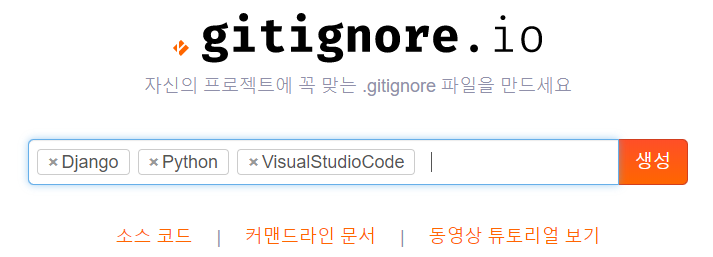 gitignore.io
자신의 프로젝트에 꼭 맞는 .gitignore 파일을 만드세요
×Django ×Python ×VisualStudioCode 생성
소스 코드 | 커맨드라인 문서 | 동영상 튜토리얼 보기